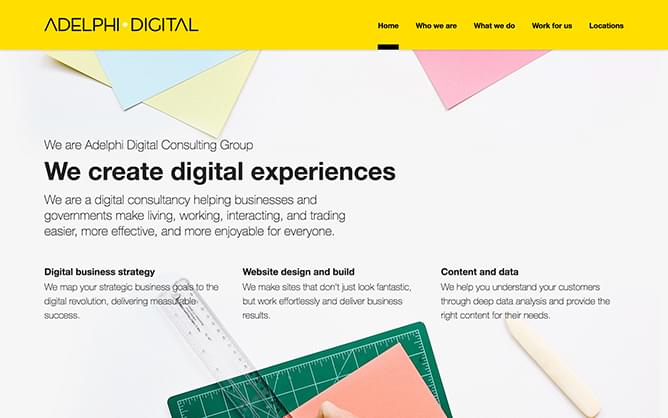 ADELPHI DIGITAL
Home Who we are What we do Work for us Locations
We are Adelphi Digital Consulting Group
We create digital experiences
We are a digital consultancy helping businesses and
governments make living, working, interacting, and trading
easier, more effective, and more enjoyable for everyone.
Digital business strategy
We map your strategic business goals to the
digital revolution, delivering measurable
success.
Website design and build
We make sites that don't just look fantastic,
but work effortlessly and deliver business
results.
Content and data
We help you understand your customers
through deep data analysis and provide the
right content for their needs.